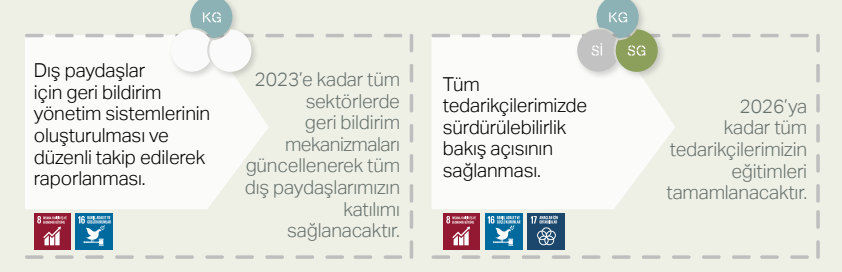 KG
Dış paydaşlar
için geri bildirim
yönetim sistemlerinin
oluşturulması ve
düzenli takip edilerek
raporlanması.
2023’e kadar tüm
sektörlerde
geri bildirim
mekanizmaları
güncellenerek tüm
dış paydaşlarımızın
katılımı
sağlanacaktır.
8
16
KG
Sİ
SG
Tüm
tedarikçilerimizde
sürdürülebilirlik
bakış açısının
sağlanması.
2026’ya
kadar tüm
tedarikçilerimizin
eğitimleri
tamamlanacaktır.
8
16
17